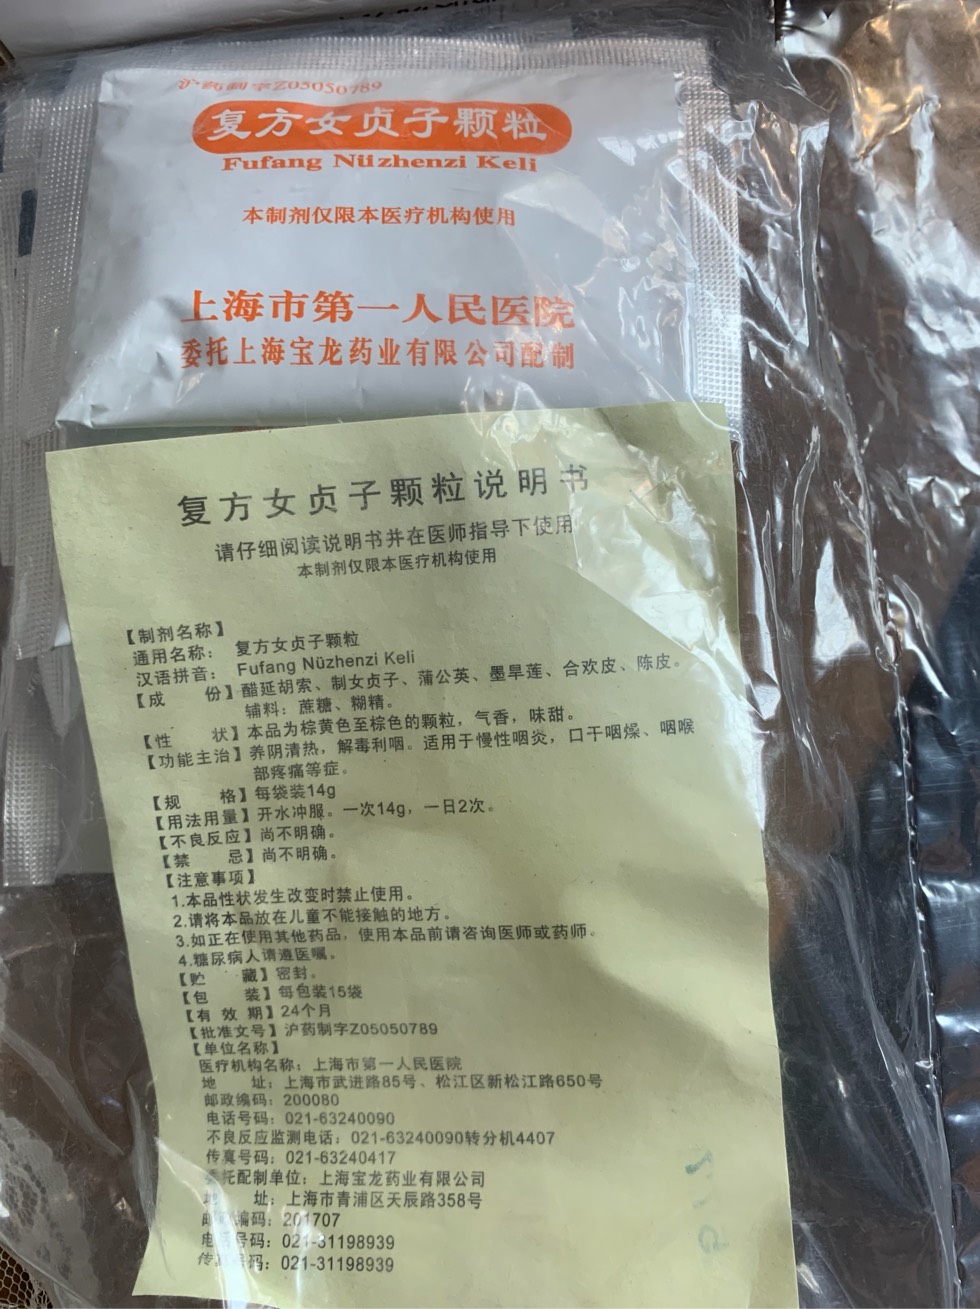 沪药制字Z05050789
复方女贞子颗粒
Fufang Nüzhenzi Keli
本制剂仅限本医疗机构使用
上海市第一人民医院
委托上海宝龙药业有限公司配制
复方女贞子颗粒说明书
请仔细阅读说明书并在医师指导下使用
本制剂仅限本医疗机构使用
【制剂名称】
通用名称： 复方女贞子颗粒
汉语拼音： Fufang Nüzhenzi Keli
【成 份】醋延胡索、制女贞子、蒲公英、墨旱莲、合欢皮、陈皮。
辅料：蔗糖、糊精。
【性 状】本品为棕黄色至棕色的颗粒，气香，味甜。
【功能主治】养阴清热，解毒利咽。适用于慢性咽炎，口干咽燥、咽喉
部疼痛等症。
【规 格】每袋装14g
【用法用量】开水冲服。一次14g，一日2次。
【不良反应】尚不明确。
【禁 忌】尚不明确。
【注意事项】
1.本品性状发生改变时禁止使用。
2.请将本品放在儿童不能接触的地方。
3.如正在使用其他药品，使用本品前请咨询医师或药师。
4.糖尿病人请遵医嘱。
【贮 藏】密封。
【包 装】每包装15袋
【有 效 期】24个月
【批准文号】沪药制字Z05050789
【单位名称】
医疗机构名称：上海市第一人民医院
地 址：上海市武进路85号、松江区新松江路650号
邮政编码：200080
电话号码：021-63240090
不良反应监测电话：021-63240090转分机4407
传真号码：021-63240417
委托配制单位：上海宝龙药业有限公司
地 址：上海市青浦区天辰路358号
邮政编码：201707
电话号码：021-31198939
传真号码：021-31198939